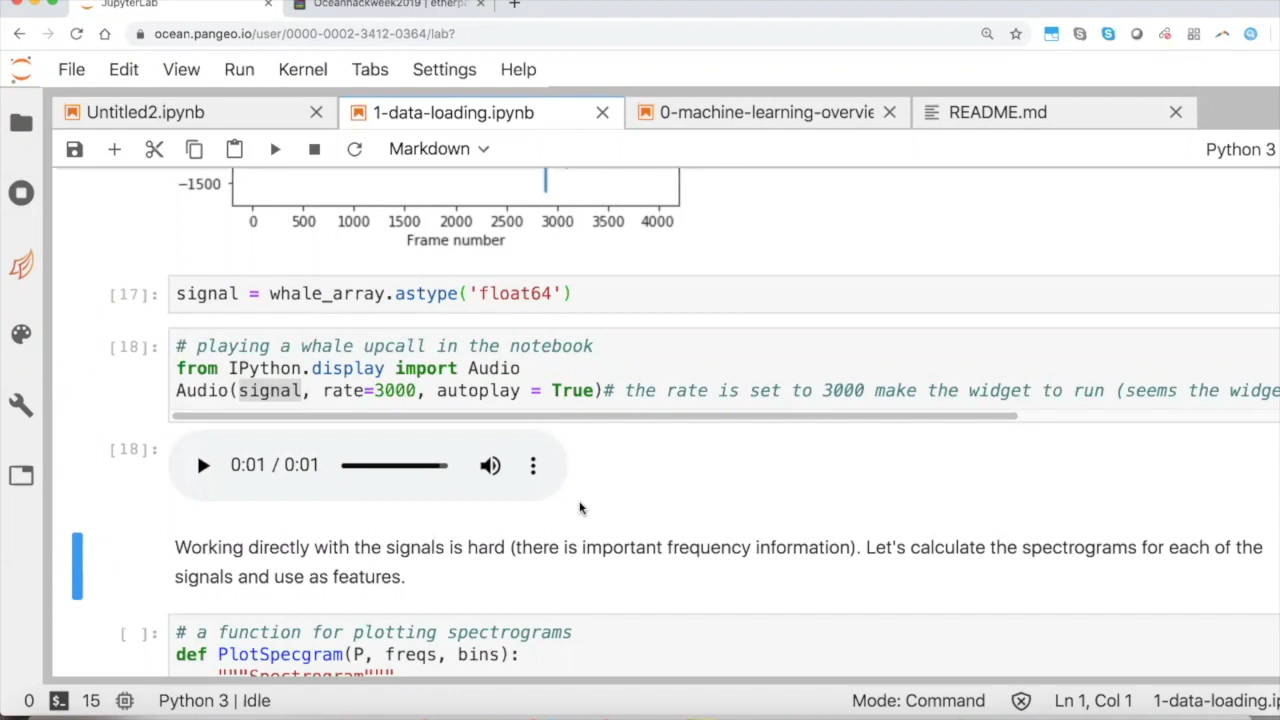 JupyterLab
Oceanhackweek2019 | etherp
ocean.pangeo.io/user/0000-0002-3412-0364/lab?
File Edit View Run Kernel Tabs Settings Help
Untitled2.ipynb 1-data-loading.ipynb 0-machine-learning-overvie README.md
Markdown Python 3
−1500
0 500 1000 1500 2000 2500 3000 3500 4000
Frame number
[17]: signal = whale_array.astype('float64')
[18]: # playing a whale upcall in the notebook
from IPython.display import Audio
Audio(signal, rate=3000, autoplay = True)# the rate is set to 3000 make the widget to run (seems the widge
[18]:
0:01 / 0:01
Working directly with the signals is hard (there is important frequency information). Let's calculate the spectrograms for each of the
signals and use as features.
[ ]: # a function for plotting spectrograms
def PlotSpecgram(P, freqs, bins):
"""Spectrogram"""
0 15 Python 3 | Idle Mode: Command Ln 1, Col 1 1-data-loading.ip